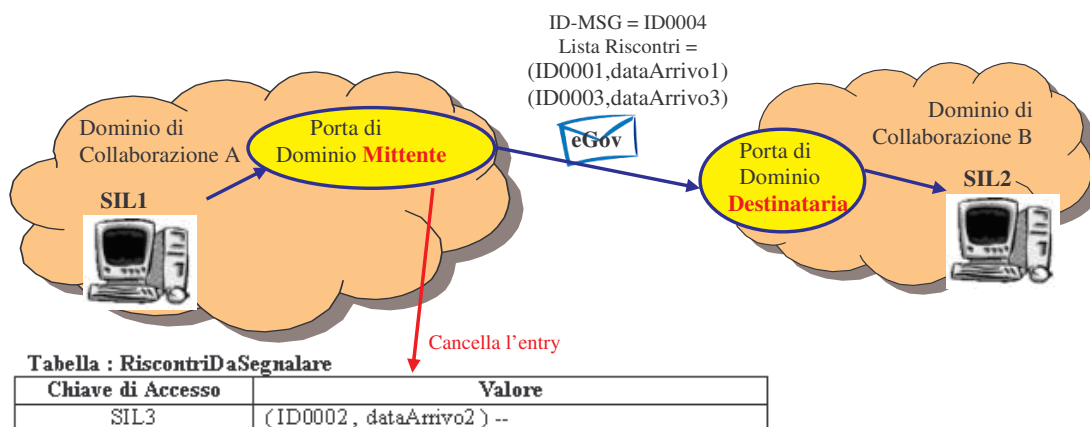 ID-MSG = ID0004
Lista Riscontri =
(ID0001,dataArrivo1)
(ID0003,dataArrivo3)
eGov
Dominio di
Collaborazione A
Porta di
Dominio Mittente
SIL1
Dominio di
Collaborazione B
Porta di
Dominio
Destinataria
SIL2
Cancella l'entry
Tabella : RiscontriDaSegnalare
Chiave di Accesso Valore
SIL3 ( ID0002 , dataArrivo2 ) --